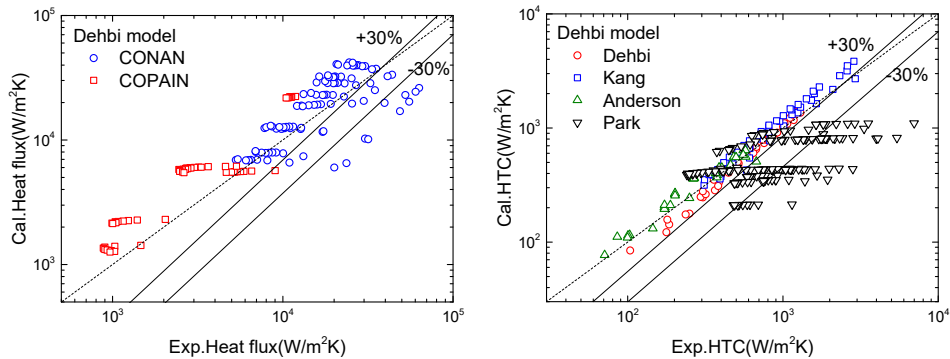 Dehbi model
CONAN
COPAIN
+30%
-30%
10⁵
10⁴
10³
Cal.Heat flux(W/m²K)
10³
10⁴
10⁵
Exp.Heat flux(W/m²K)
Dehbi model
Dehbi
Kang
Anderson
Park
+30%
-30%
10⁴
10³
10²
Cal.HTC(W/m²K)
10²
10³
10⁴
Exp.HTC(W/m²K)